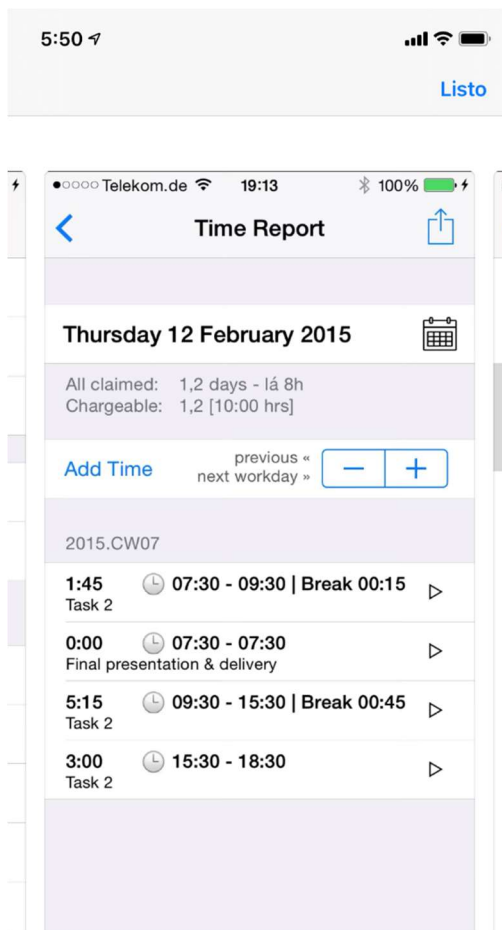 5:50
Listo
Telekom.de 19:13 100%
Time Report
Thursday 12 February 2015
All claimed: 1,2 days - lá 8h
Chargeable: 1,2 [10:00 hrs]
Add Time
previous «
next workday »
− +
2015.CW07
1:45 07:30 - 09:30 | Break 00:15
Task 2
0:00 07:30 - 07:30
Final presentation & delivery
5:15 09:30 - 15:30 | Break 00:45
Task 2
3:00 15:30 - 18:30
Task 2